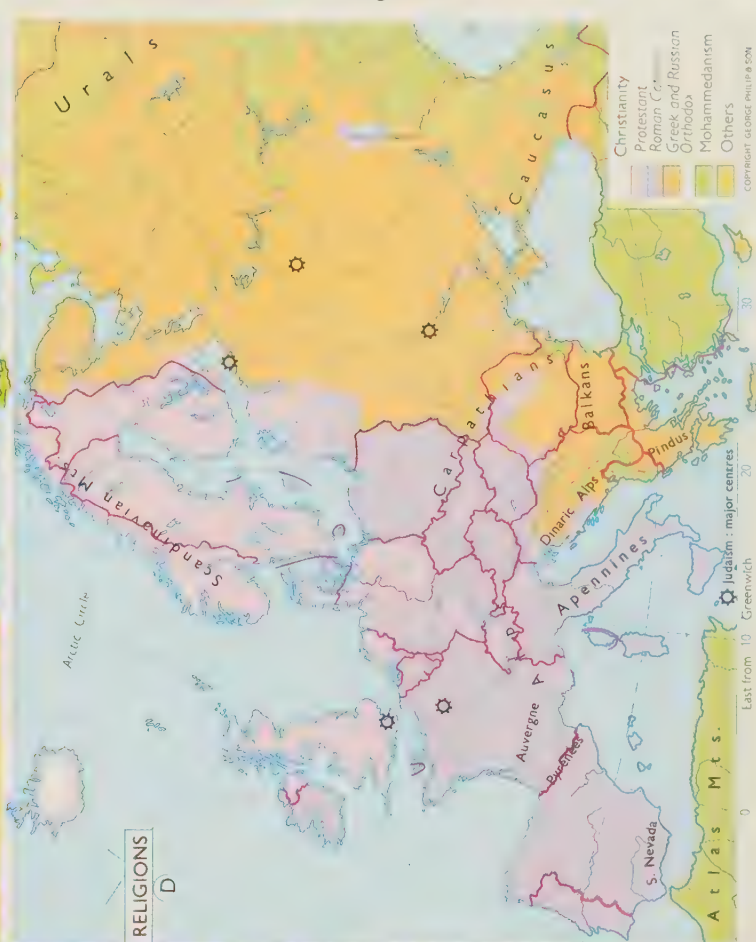 RELIGIONS
D
Arctic Circle
Urals
Caucasus
Scandinavian Mts.
Carpathians
Balkans
Dinaric Alps
Pindus
Apennines
Auvergne
Pyrenees
S. Nevada
Atlas Mts.
Christianity
Protestant
Roman
Greek and Russian
Orthodox
Mohammedanism
Others
Judaism : major centres
0
East from
10
Greenwich
20
30
COPYRIGHT GEORGE PHILIP & SON